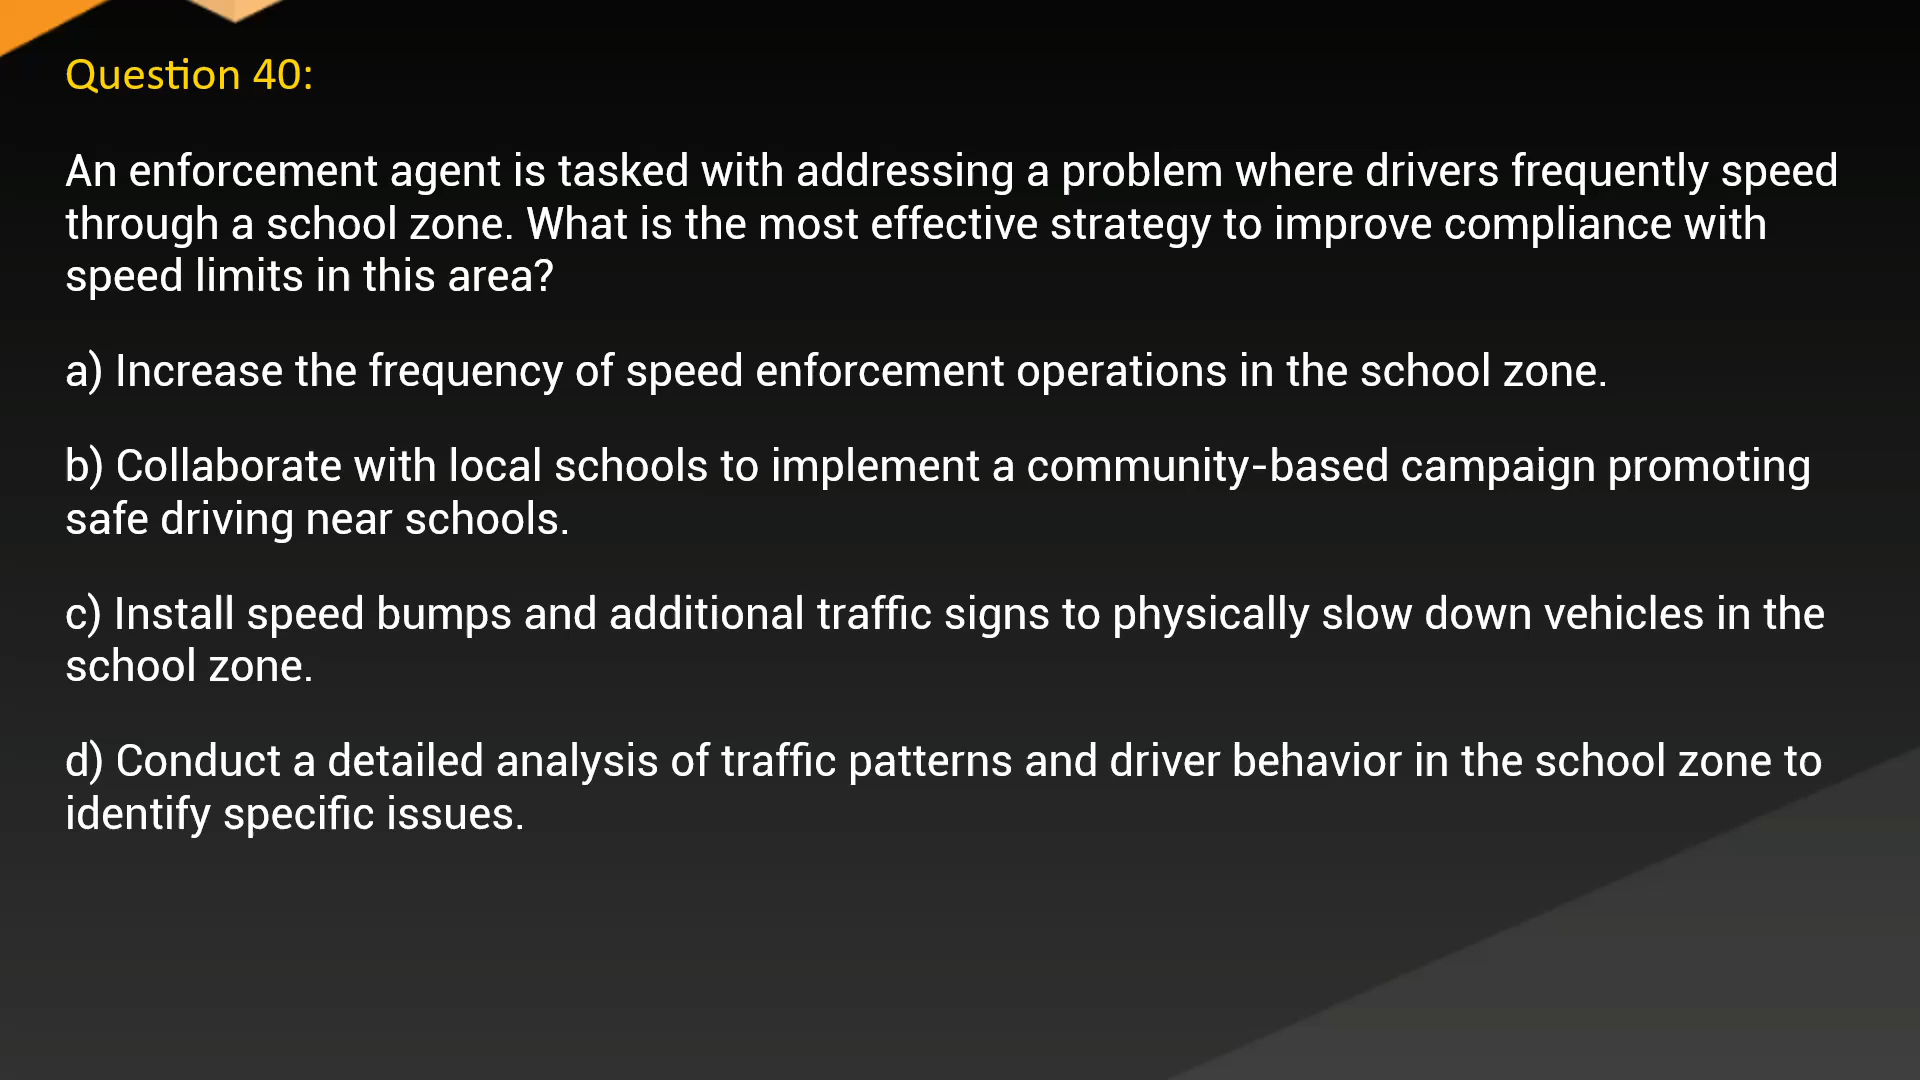 Question 40:
An enforcement agent is tasked with addressing a problem where drivers frequently speed
through a school zone. What is the most effective strategy to improve compliance with
speed limits in this area?
a) Increase the frequency of speed enforcement operations in the school zone.
b) Collaborate with local schools to implement a community-based campaign promoting
safe driving near schools.
c) Install speed bumps and additional traffic signs to physically slow down vehicles in the
school zone.
d) Conduct a detailed analysis of traffic patterns and driver behavior in the school zone to
identify specific issues.